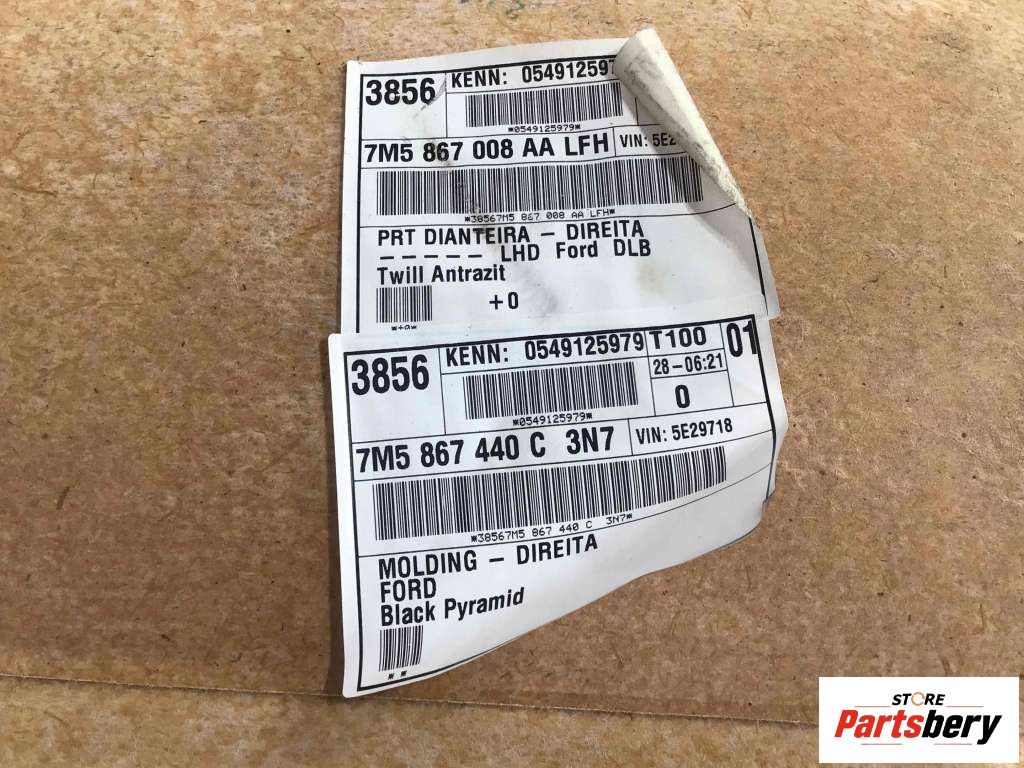 3856
KENN: 054912597
*0549125979*
7M5 867 008 AA LFH
VIN: 5E2
*38567M5 867 008 AA LFH*
PRT DIANTEIRA - DIREITA
----- LHD Ford DLB
Twill Antrazit
+0
*+0*
3856
KENN: 0549125979
T100
01
28-06:21
*0549125979*
0
7M5 867 440 C 3N7
VIN: 5E29718
*38567M5 867 440 C 3N7*
MOLDING - DIREITA
FORD
Black Pyramid
* *
STORE
Partsbery